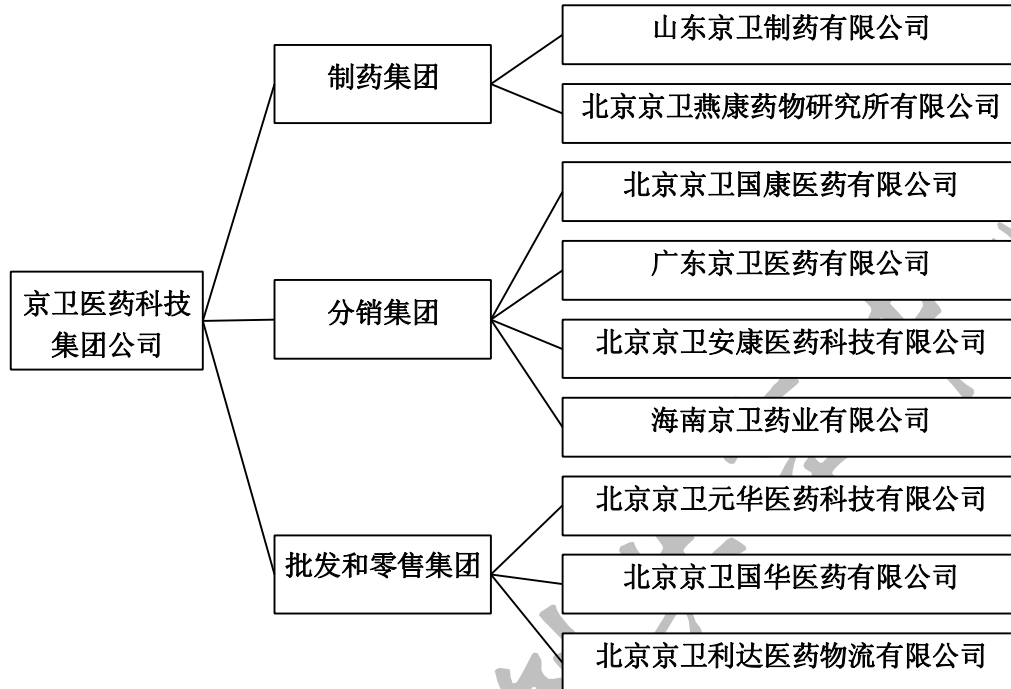 京卫医药科技
集团公司
制药集团
山东京卫制药有限公司
北京京卫燕康药物研究所有限公司
分销集团
北京京卫国康医药有限公司
广东京卫医药有限公司
北京京卫安康医药科技有限公司
海南京卫药业有限公司
批发和零售集团
北京京卫元华医药科技有限公司
北京京卫国华医药有限公司
北京京卫利达医药物流有限公司